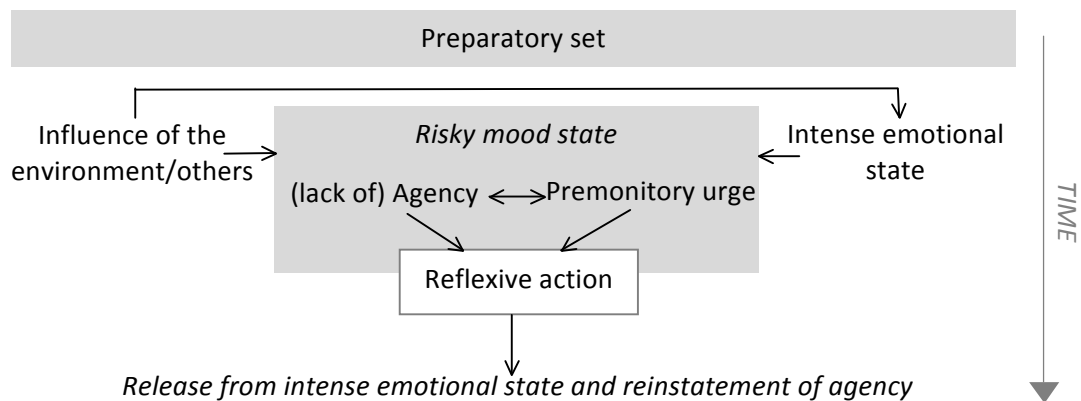 Preparatory set
Influence of the
environment/others
Risky mood state
Intense emotional
state
(lack of) Agency
Premonitory urge
Reflexive action
Release from intense emotional state and reinstatement of agency
TIME